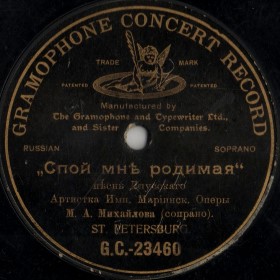 GRAMOPHONE CONCERT RECORD
TRADE MARK
PATENTED PATENTED
Manufactured by
The Gramophone and Typewriter Ltd.,
and Sister Companies.
RUSSIAN SOPRANO
„Спой мнѣ родимая“
пѣсня
Артистка Имп. Маріинск. Оперы
М. А. Михайлова (сопрано).
ST. PETERSBURG.
G.C.-23460